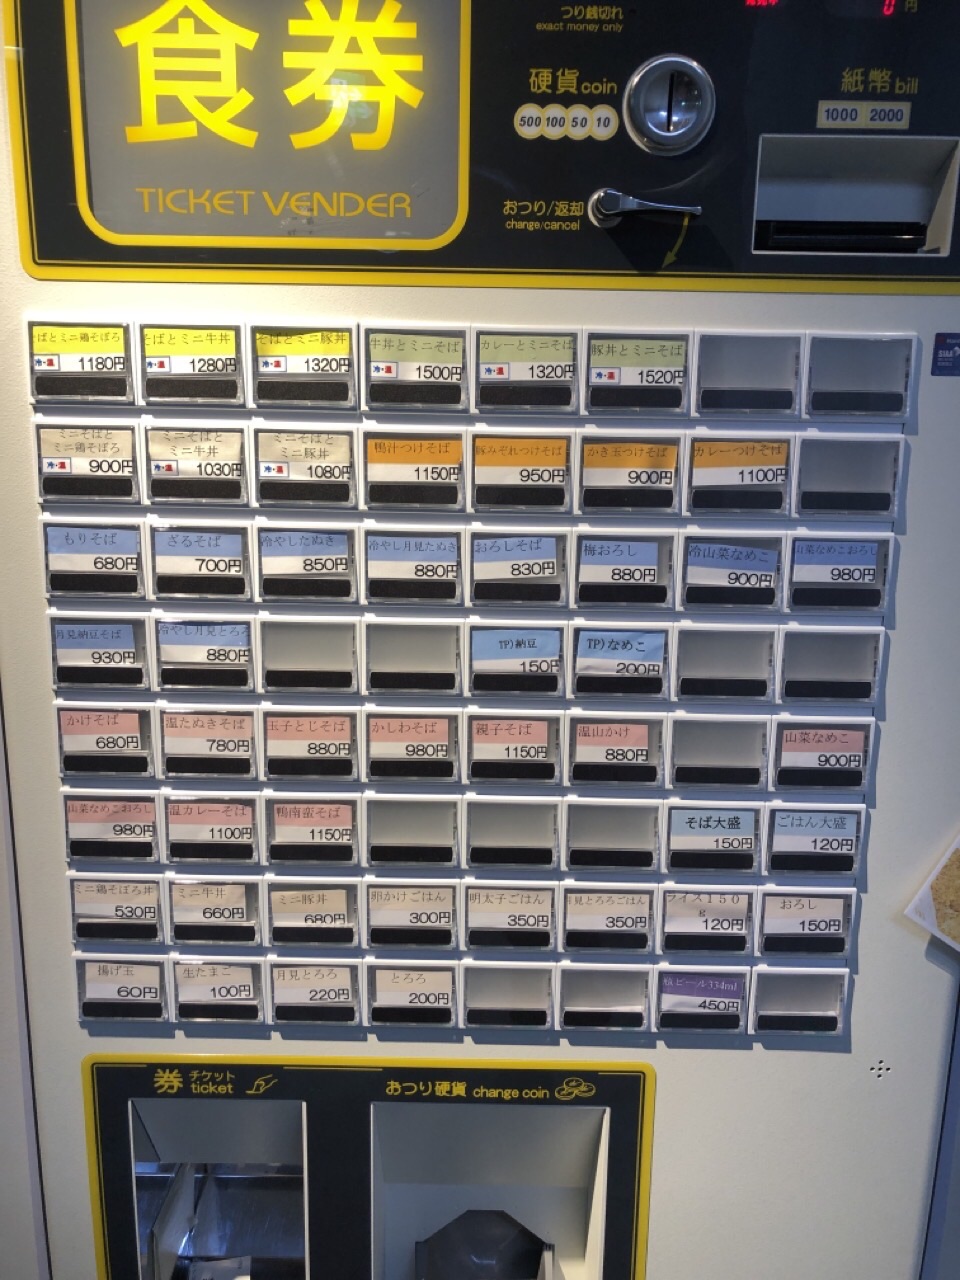 食券
TICKET VENDER
つり銭切れ
exact money only
0 円
硬貨 coin
500 100 50 10
紙幣 bill
1000 2000
おつり/返却
change/cancel
そばとミニ鶏そぼろ
冷・温 1180円
そばとミニ牛丼
冷・温 1280円
そばとミニ豚丼
冷・温 1320円
牛丼とミニそば
冷・温 1500円
カレーとミニそば
冷・温 1320円
豚丼とミニそば
冷・温 1520円
ミニそばと
ミニ鶏そぼろ
冷・温 900円
ミニそばと
ミニ牛丼
冷・温 1030円
ミニそばと
ミニ豚丼
冷・温 1080円
鴨汁つけそば
1150円
豚みぞれつけそば
950円
かき玉つけそば
900円
カレーつけそば
1100円
もりそば
680円
ざるそば
700円
冷やしたぬき
850円
冷やし月見たぬき
880円
おろしそば
830円
梅おろし
880円
冷山菜なめこ
900円
山菜なめこおろし
980円
月見納豆そば
930円
冷やし月見とろろ
880円
TP)納豆
150円
TP)なめこ
200円
かけそば
680円
温たぬきそば
780円
玉子とじそば
880円
かしわそば
980円
親子そば
1150円
温山かけ
880円
山菜なめこ
900円
山菜なめこおろし
980円
温カレーそば
1100円
鴨南蛮そば
1150円
そば大盛
150円
ごはん大盛
120円
ミニ鶏そぼろ丼
530円
ミニ牛丼
660円
ミニ豚丼
680円
卵かけごはん
300円
明太子ごはん
350円
月見とろろごはん
350円
ライス150
g
120円
おろし
150円
揚げ玉
60円
生たまご
100円
月見とろろ
220円
とろろ
200円
瓶ビール334ml
450円
券 チケット
ticket
おつり硬貨 change coin